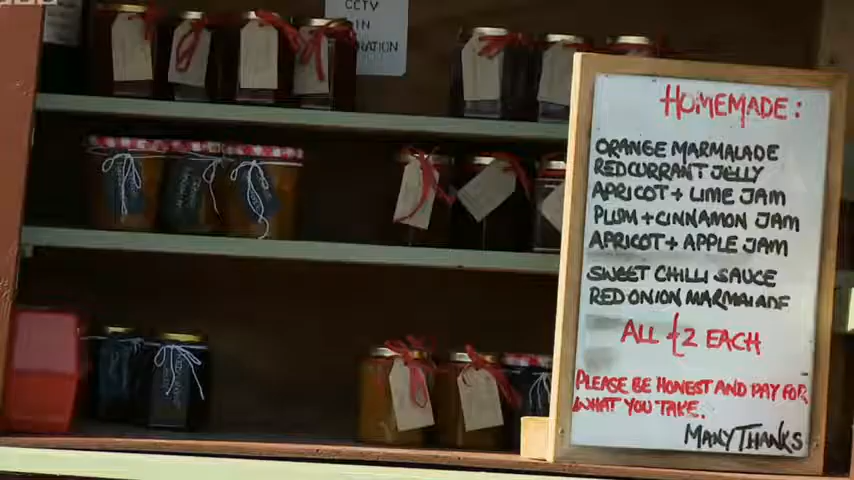 CCTV
IN
HOMEMADE:
ORANGE MARMALADE
REDCURRANT JELLY
APRICOT + LIME JAM
PLUM + CINNAMON JAM
APRICOT + APPLE JAM
SWEET CHILLI SAUCE
RED ONION MARMALADE
ALL £2 EACH
PLEASE BE HONEST AND PAY FOR
WHAT YOU TAKE.
MANY THANKS